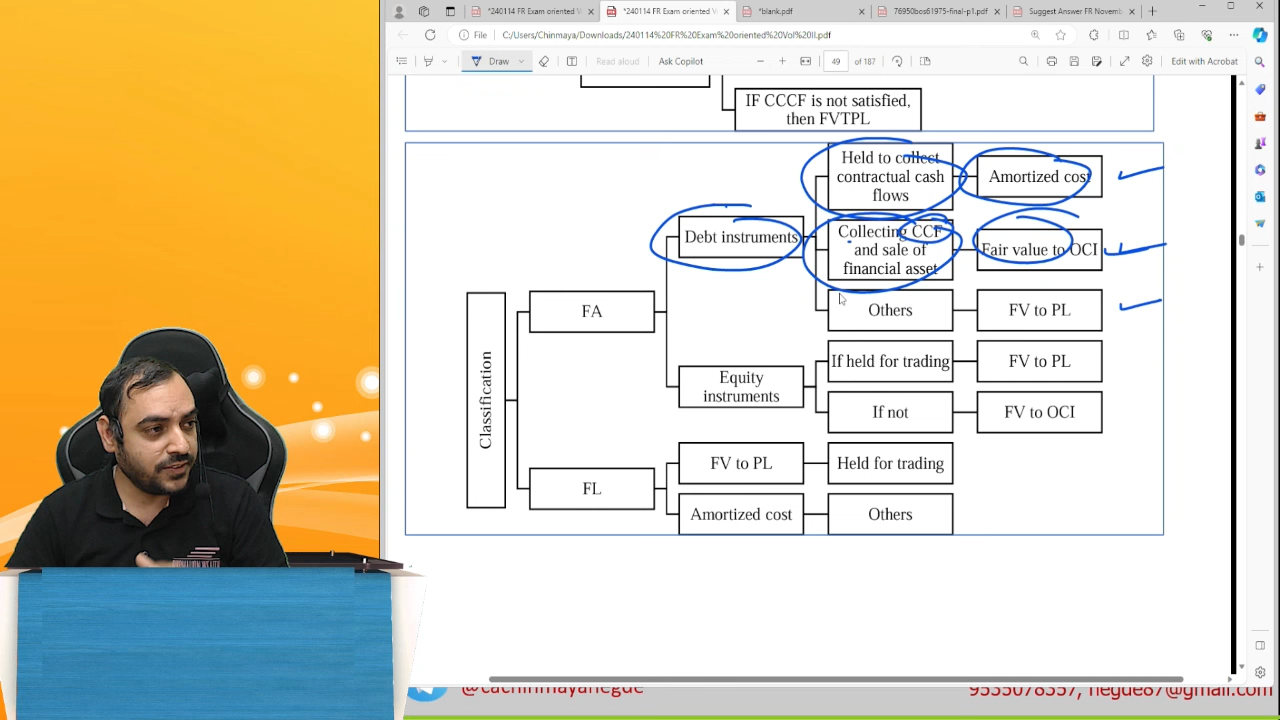 *240114 FR Exam oriented V
*240114 FR Exam oriented V
*blank.pdf
76950bos61975-final-p1.pdf
Suggest Answer FR Novemb
File
C:/Users/Chinmaya/Downloads/240114%20FR%20Exam%20oriented%20Vol%20II.pdf
Draw
Read aloud
Ask Copilot
49 of 187
Edit with Acrobat
IF CCCF is not satisfied,
then FVTPL
Held to collect
contractual cash
flows
Amortized cost
Debt instruments
Collecting CCF
and sale of
financial asset
Fair value to OCI
Others
FV to PL
FA
Equity
instruments
If held for trading
FV to PL
If not
FV to OCI
Classification
FL
FV to PL
Held for trading
Amortized cost
Others
@cachinmayahegde
9535078357, hegde87@gmail.com